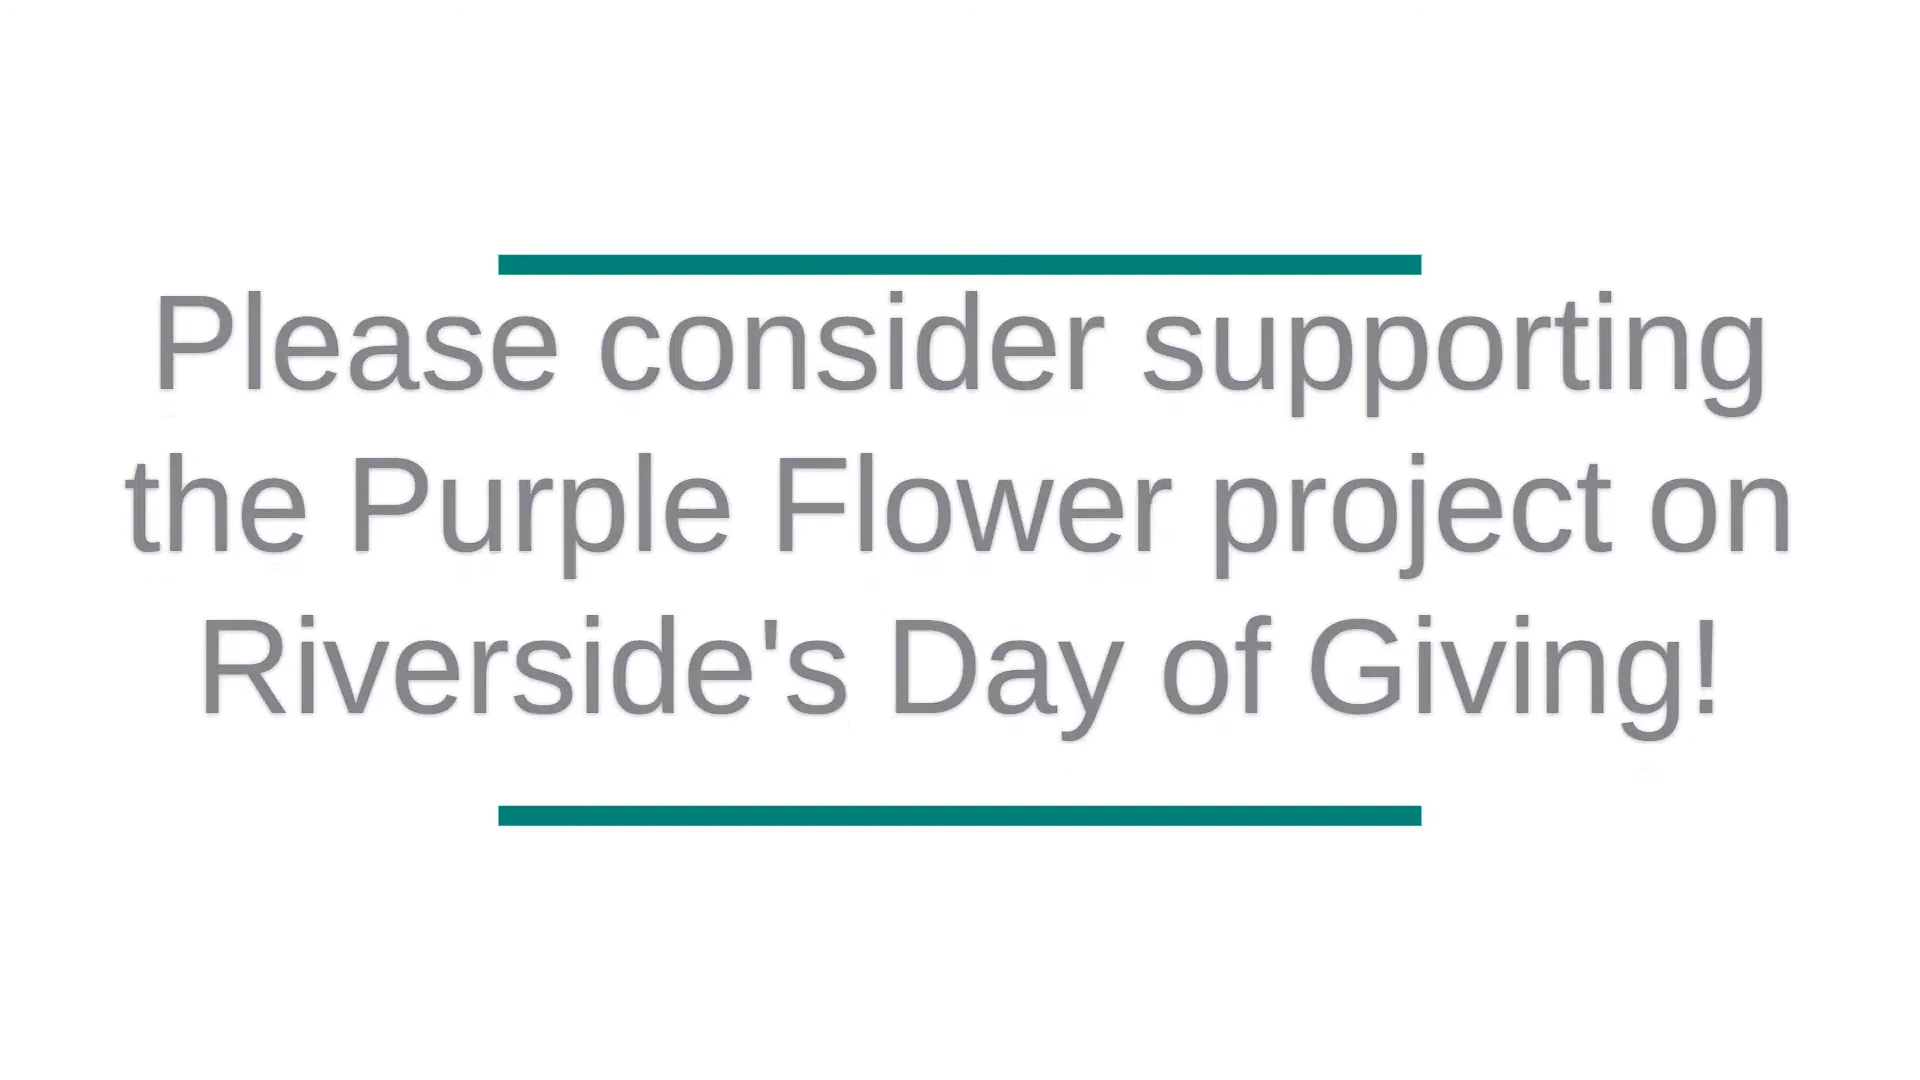 Please consider supporting
the Purple Flower project on
Riverside's Day of Giving!